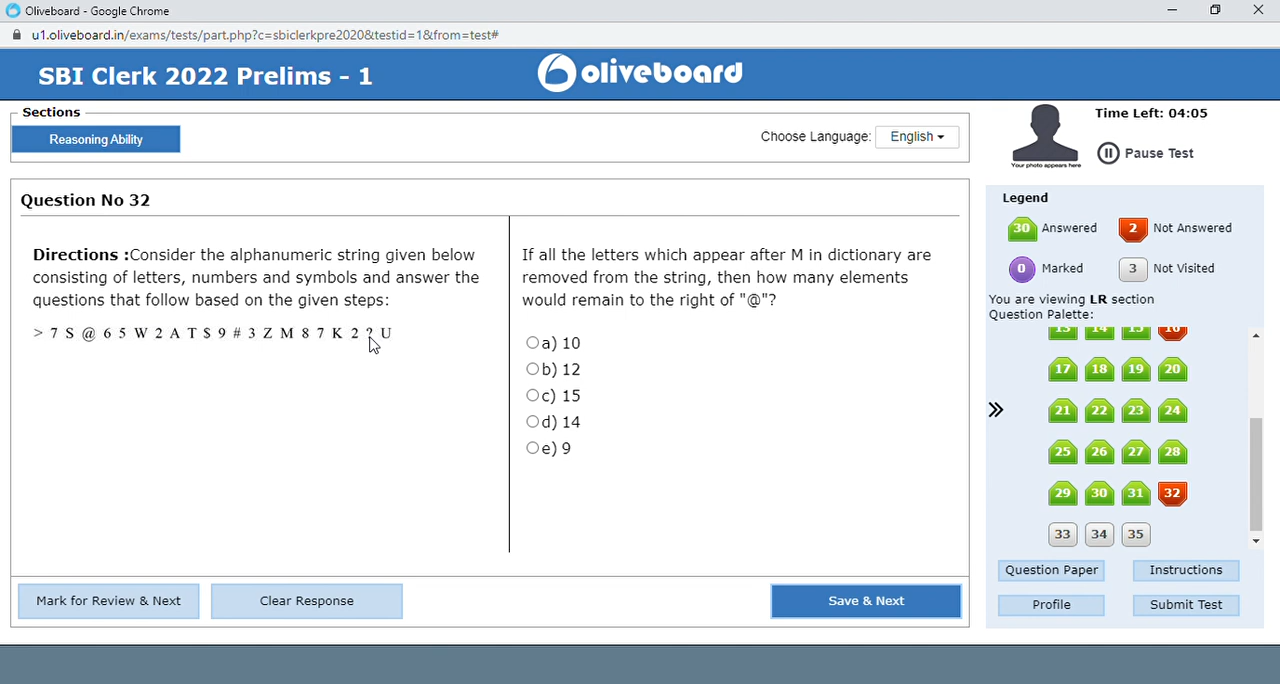 Oliveboard - Google Chrome
u1.oliveboard.in/exams/tests/part.php?c=sbiclerkpre2020&testid=1&from=test#
SBI Clerk 2022 Prelims - 1
oliveboard
Sections
Reasoning Ability
Choose Language: English
Your photo appears here
Time Left: 04:05
Pause Test
Question No 32
Directions :Consider the alphanumeric string given below
consisting of letters, numbers and symbols and answer the
questions that follow based on the given steps:
> 7 S @ 6 5 W 2 A T $ 9 # 3 Z M 8 7 K 2 ? U
If all the letters which appear after M in dictionary are
removed from the string, then how many elements
would remain to the right of "@"?
a) 10
b) 12
c) 15
d) 14
e) 9
Legend
30 Answered 2 Not Answered
0 Marked 3 Not Visited
You are viewing LR section
Question Palette:
13 14 15 16
17 18 19 20
21 22 23 24
25 26 27 28
29 30 31 32
33 34 35
Mark for Review & Next
Clear Response
Save & Next
Question Paper Instructions
Profile Submit Test